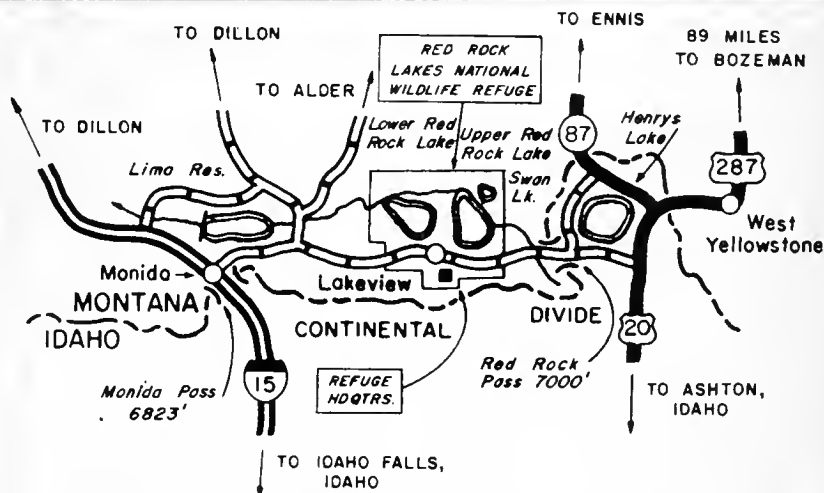 TO DILLON
TO ENNIS
89 MILES
TO BOZEMAN
RED ROCK
LAKES NATIONAL
WILDLIFE REFUGE
TO ALDER
TO DILLON
Lower Red
Rock Lake
Upper Red
Rock Lake
87
Henrys
Lake
287
Lima Res.
Swan
Lk.
West
Yellowstone
Monida
Lakeview
MONTANA
IDAHO
CONTINENTAL
DIVIDE
20
Monida Pass
6823'
15
REFUGE
HDQTRS.
Red Rock
Pass 7000'
TO ASHTON,
IDAHO
TO IDAHO FALLS,
IDAHO